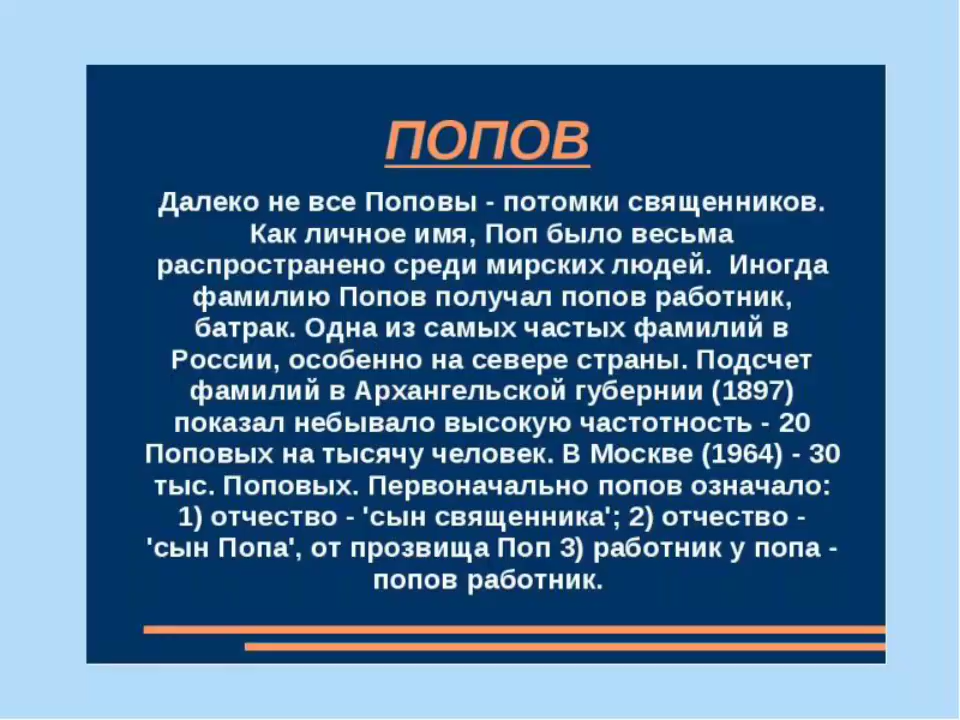 ПОПОВ
Далеко не все Поповы - потомки священников.
Как личное имя, Поп было весьма
распространено среди мирских людей.  Иногда
фамилию Попов получал попов работник,
батрак. Одна из самых частых фамилий в
России, особенно на севере страны. Подсчет
фамилий в Архангельской губернии (1897)
показал небывало высокую частотность - 20
Поповых на тысячу человек. В Москве (1964) - 30
тыс. Поповых. Первоначально попов означало:
1) отчество - 'сын священника'; 2) отчество -
'сын Попа', от прозвища Поп 3) работник у попа -
попов работник.